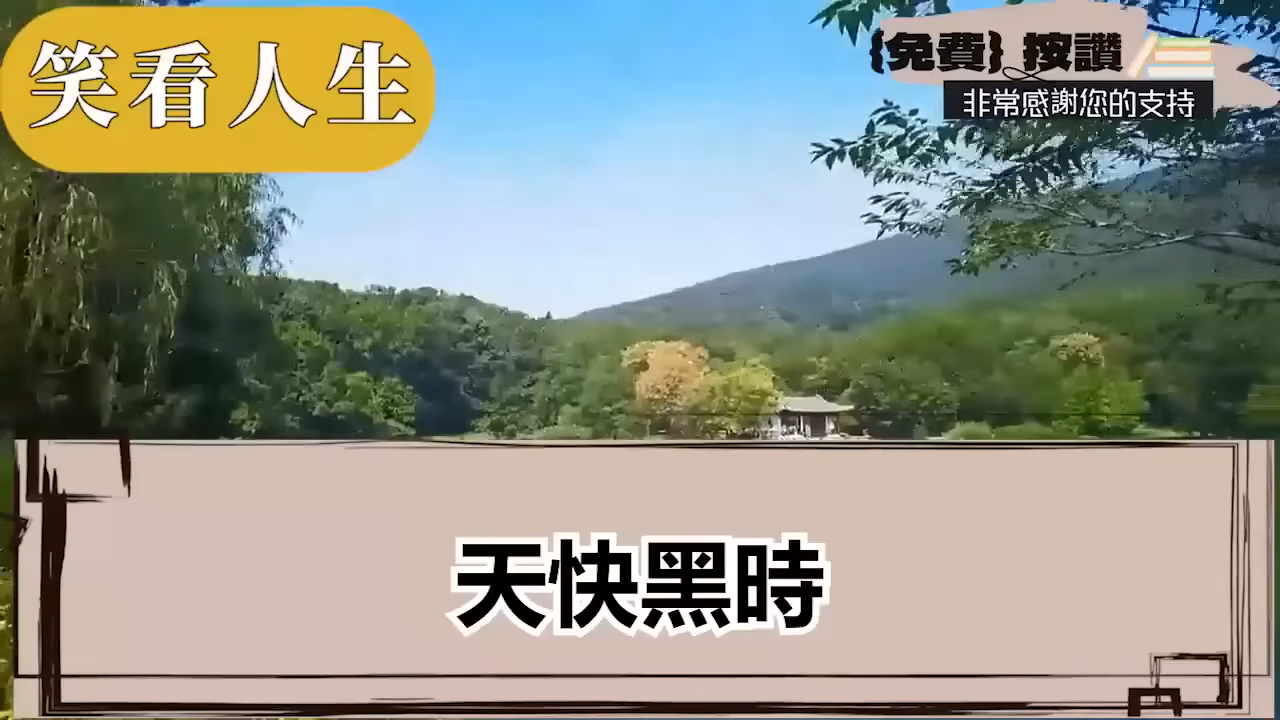 笑看人生
{免費} 按讚
非常感謝您的支持
天快黑時